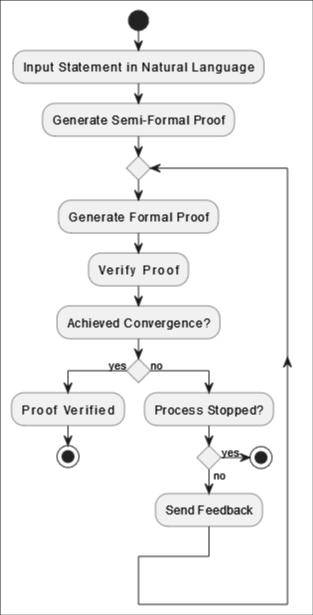 Input Statement in Natural Language
Generate Semi-Formal Proof
Generate Formal Proof
Verify Proof
Achieved Convergence?
yes no
Proof Verified
Process Stopped?
yes
no
Send Feedback